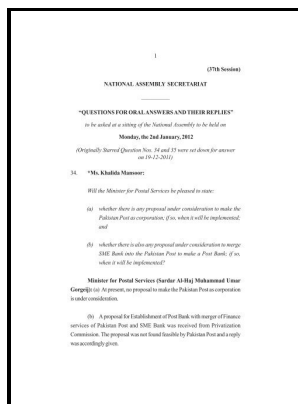 1
(37th Session)
NATIONAL ASSEMBLY SECRETARIAT
“QUESTIONS FOR ORAL ANSWERS AND THEIR REPLIES”
to be asked at a sitting of the National Assembly to be held on
Monday, the 2nd January, 2012
(Originally Starred Question Nos. 34 and 35 were set down for answer
on 19-12-2011)
34. *Ms. Khalida Mansoor:
Will the Minister for Postal Services be pleased to state:
(a) whether there is any proposal under consideration to make the
Pakistan Post as corporation; if so, when it will be implemented;
and
(b) whether there is also any proposal under consideration to merge
SME Bank into the Pakistan Post to make a Post Bank; if so,
when it will be implemented?
Minister for Postal Services (Sardar Al-Haj Muhammad Umar
Gorgeij): (a) At present, no proposal to make the Pakistan Post as corporation
is under consideration.
(b) A proposal for Establishment of Post Bank with merger of Finance
services of Pakistan Post and SME Bank was received from Privatization
Commission. The proposal was not found feasible by Pakistan Post and a reply
was accordingly given.